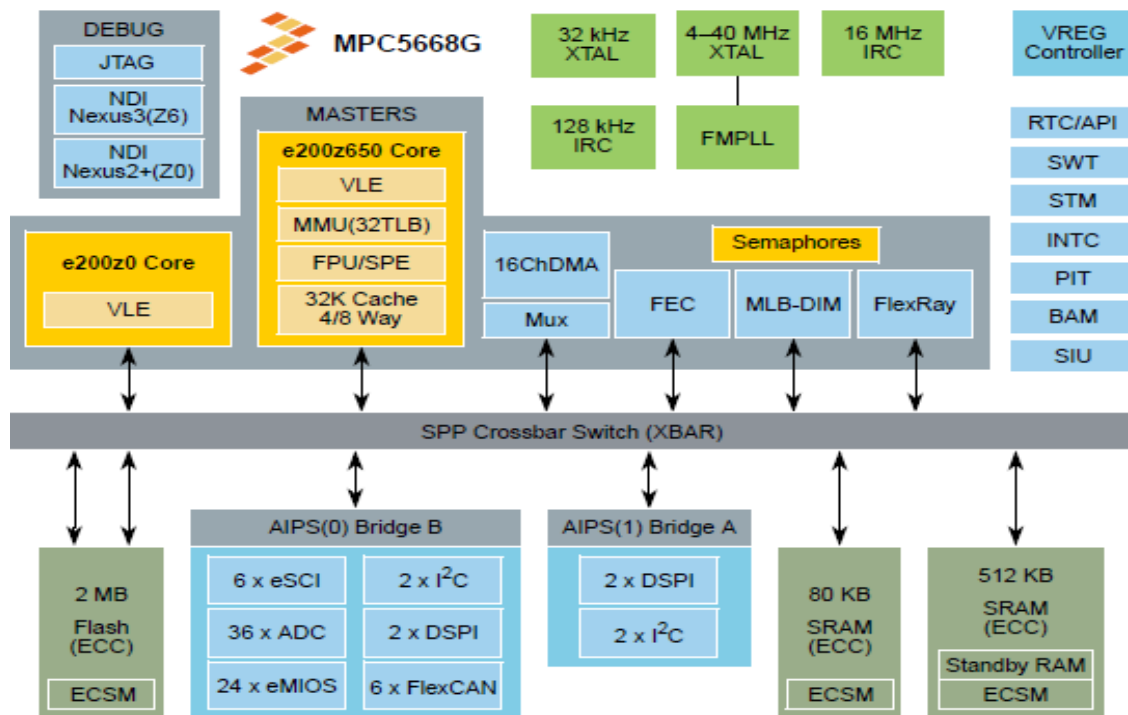 DEBUG
JTAG
NDI
Nexus3(Z6)
NDI
Nexus2+(Z0)
MPC5668G
32 kHz
XTAL
4–40 MHz
XTAL
16 MHz
IRC
128 kHz
IRC
FMPLL
VREG
Controller
RTC/API
SWT
STM
INTC
PIT
BAM
SIU
MASTERS
e200z650 Core
VLE
MMU(32TLB)
FPU/SPE
32K Cache
4/8 Way
e200z0 Core
VLE
16ChDMA
Mux
Semaphores
FEC
MLB-DIM
FlexRay
SPP Crossbar Switch (XBAR)
2 MB
Flash
(ECC)
ECSM
AIPS(0) Bridge B
6 x eSCI
2 x I²C
36 x ADC
2 x DSPI
24 x eMIOS
6 x FlexCAN
AIPS(1) Bridge A
2 x DSPI
2 x I²C
80 KB
SRAM
(ECC)
ECSM
512 KB
SRAM
(ECC)
Standby RAM
ECSM